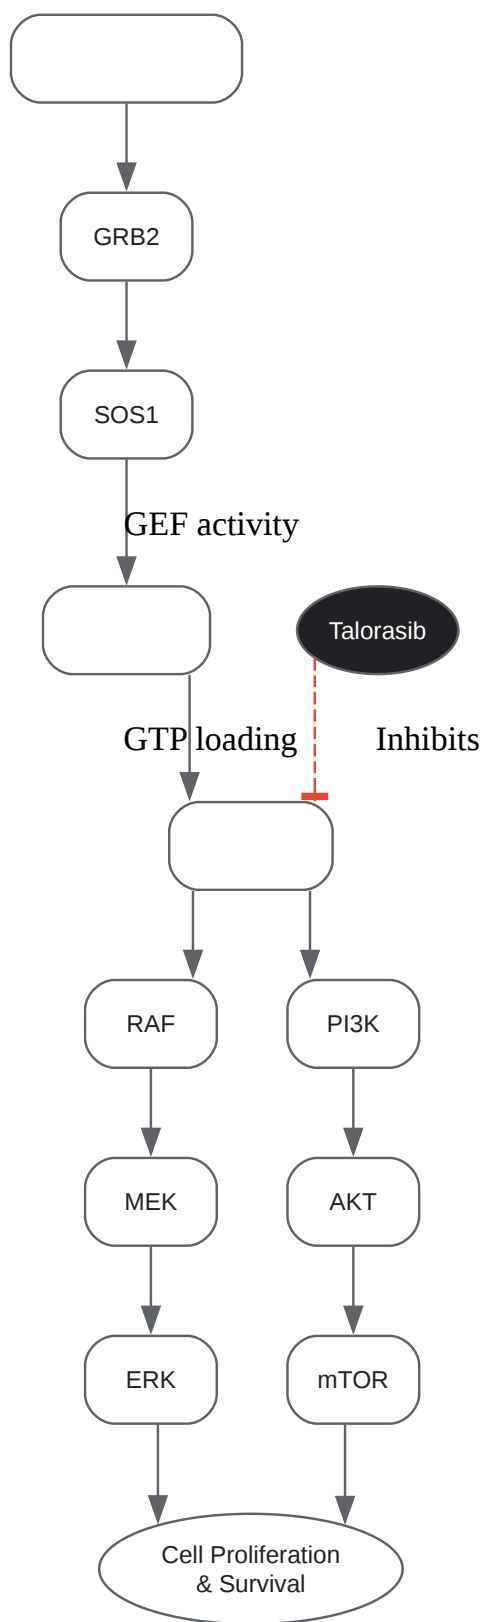 GRB2
SOS1
GEF activity
Talorasib
GTP loading
Inhibits
RAF
PI3K
MEK
AKT
ERK
mTOR
Cell Proliferation
& Survival